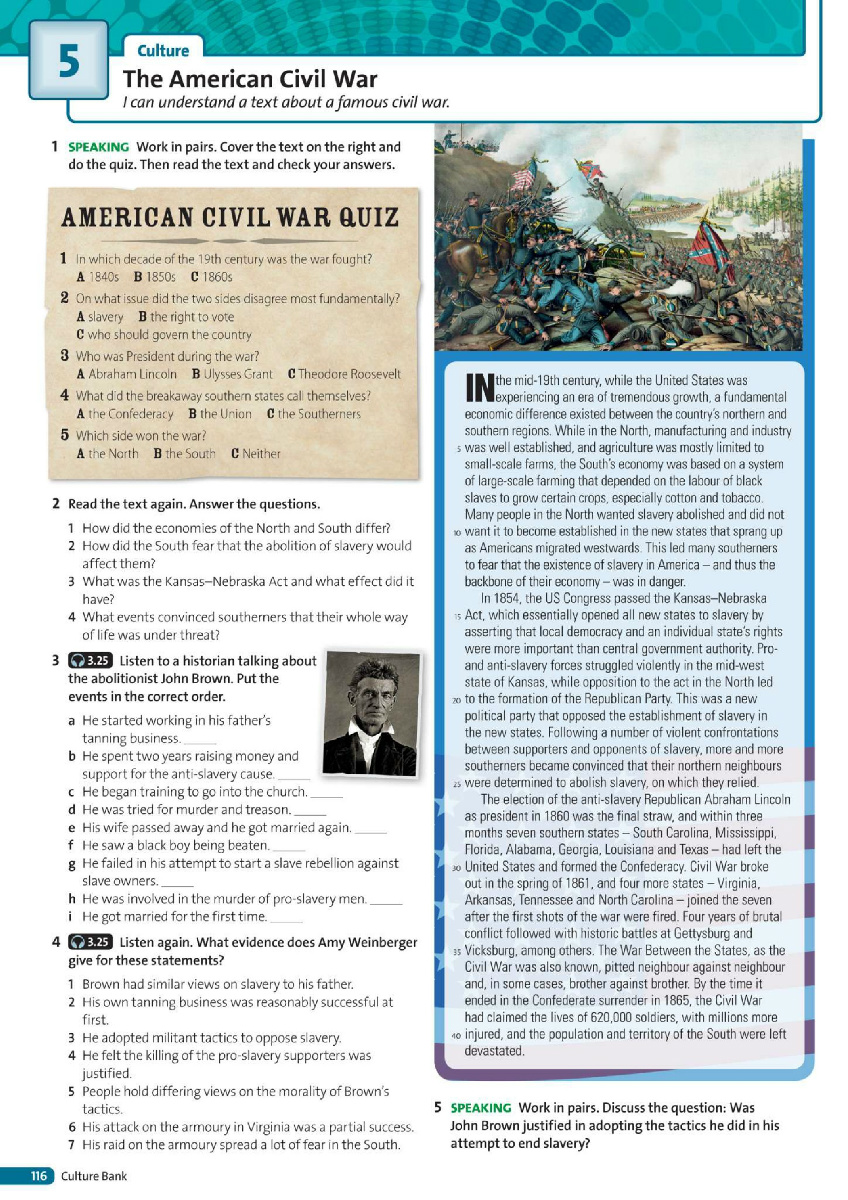 5
Culture
The American Civil War
I can understand a text about a famous civil war.
1 SPEAKING Work in pairs. Cover the text on the right and
do the quiz. Then read the text and check your answers.
AMERICAN CIVIL WAR QUIZ
1 In which decade of the 19th century was the war fought?
A 1840s B 1850s C 1860s
2 On what issue did the two sides disagree most fundamentally?
A slavery B the right to vote
C who should govern the country
3 Who was President during the war?
A Abraham Lincoln B Ulysses Grant C Theodore Roosevelt
4 What did the breakaway southern states call themselves?
A the Confederacy B the Union C the Southerners
5 Which side won the war?
A the North B the South C Neither
2 Read the text again. Answer the questions.
1 How did the economies of the North and South differ?
2 How did the South fear that the abolition of slavery would
affect them?
3 What was the Kansas–Nebraska Act and what effect did it
have?
4 What events convinced southerners that their whole way
of life was under threat?
3 3.25 Listen to a historian talking about
the abolitionist John Brown. Put the
events in the correct order.
a He started working in his father's
tanning business. _____
b He spent two years raising money and
support for the anti-slavery cause. _____
c He began training to go into the church. _____
d He was tried for murder and treason. _____
e His wife passed away and he got married again. _____
f He saw a black boy being beaten. _____
g He failed in his attempt to start a slave rebellion against
slave owners. _____
h He was involved in the murder of pro-slavery men. _____
i He got married for the first time. _____
4 3.25 Listen again. What evidence does Amy Weinberger
give for these statements?
1 Brown had similar views on slavery to his father.
2 His own tanning business was reasonably successful at
first.
3 He adopted militant tactics to oppose slavery.
4 He felt the killing of the pro-slavery supporters was
justified.
5 People hold differing views on the morality of Brown's
tactics.
6 His attack on the armoury in Virginia was a partial success.
7 His raid on the armoury spread a lot of fear in the South.
IN the mid-19th century, while the United States was
experiencing an era of tremendous growth, a fundamental
economic difference existed between the country's northern and
southern regions. While in the North, manufacturing and industry
5 was well established, and agriculture was mostly limited to
small-scale farms, the South's economy was based on a system
of large-scale farming that depended on the labour of black
slaves to grow certain crops, especially cotton and tobacco.
Many people in the North wanted slavery abolished and did not
10 want it to become established in the new states that sprang up
as Americans migrated westwards. This led many southerners
to fear that the existence of slavery in America – and thus the
backbone of their economy – was in danger.
In 1854, the US Congress passed the Kansas–Nebraska
15 Act, which essentially opened all new states to slavery by
asserting that local democracy and an individual state's rights
were more important than central government authority. Pro-
and anti-slavery forces struggled violently in the mid-west
state of Kansas, while opposition to the act in the North led
20 to the formation of the Republican Party. This was a new
political party that opposed the establishment of slavery in
the new states. Following a number of violent confrontations
between supporters and opponents of slavery, more and more
southerners became convinced that their northern neighbours
25 were determined to abolish slavery, on which they relied.
The election of the anti-slavery Republican Abraham Lincoln
as president in 1860 was the final straw, and within three
months seven southern states – South Carolina, Mississippi,
Florida, Alabama, Georgia, Louisiana and Texas – had left the
30 United States and formed the Confederacy. Civil War broke
out in the spring of 1861, and four more states – Virginia,
Arkansas, Tennessee and North Carolina – joined the seven
after the first shots of the war were fired. Four years of brutal
conflict followed with historic battles at Gettysburg and
35 Vicksburg, among others. The War Between the States, as the
Civil War was also known, pitted neighbour against neighbour
and, in some cases, brother against brother. By the time it
ended in the Confederate surrender in 1865, the Civil War
had claimed the lives of 620,000 soldiers, with millions more
40 injured, and the population and territory of the South were left
devastated.
5 SPEAKING Work in pairs. Discuss the question: Was
John Brown justified in adopting the tactics he did in his
attempt to end slavery?
116 Culture Bank